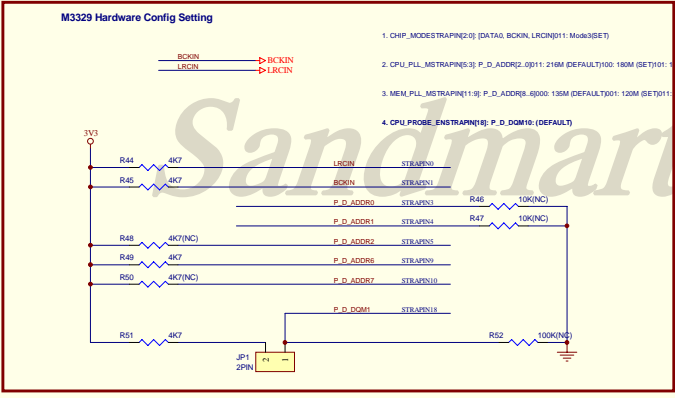 M3329 Hardware Config Setting
1. CHIP_MODESTRAPIN[2:0]: [DATA0, BCKIN, LRCIN]011: Mode3(SET)
BCKIN BCKIN
LRCIN LRCIN
2. CPU_PLL_MSTRAPIN[5:3]: P_D_ADDR[2..0]011: 216M (DEFAULT)100: 180M (SET)101: 1
3. MEM_PLL_MSTRAPIN[11:9]: P_D_ADDR[8..6]000: 135M (DEFAULT)001: 120M (SET)011:
4. CPU_PROBE_ENSTRAPIN[18]: P_D_DQM10: (DEFAULT)
Sandmart
3V3
R44 4K7 LRCIN STRAPIN0
R45 4K7 BCKIN STRAPIN1
P_D_ADDR0 STRAPIN3 R46 10K(NC)
P_D_ADDR1 STRAPIN4 R47 10K(NC)
R48 4K7(NC) P_D_ADDR2 STRAPIN5
R49 4K7 P_D_ADDR6 STRAPIN9
R50 4K7(NC) P_D_ADDR7 STRAPIN10
P_D_DQM1 STRAPIN18
R51 4K7 R52 100K(NC)
JP1 2 1
2PIN